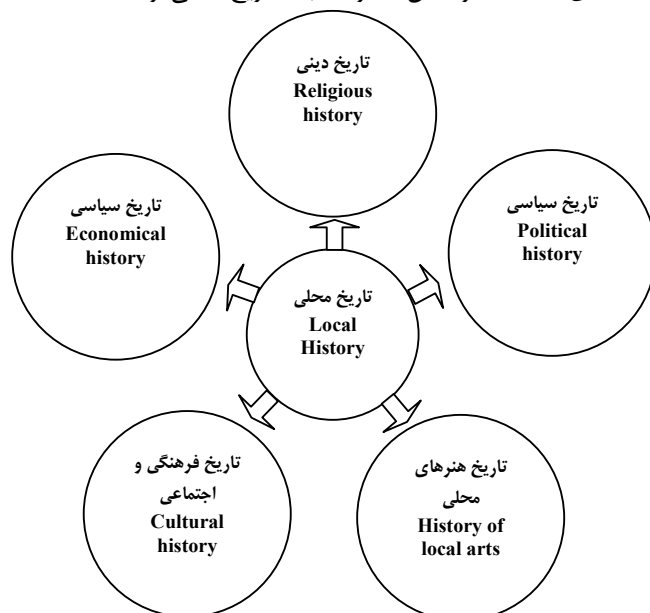 تاریخ دینی
Religious
history
تاریخ سیاسی
Economical
history
تاریخ سیاسی
Political
history
تاریخ محلی
Local
History
تاریخ فرهنگی و
اجتماعی
Cultural
history
تاریخ هنرهای
محلی
History of
local arts